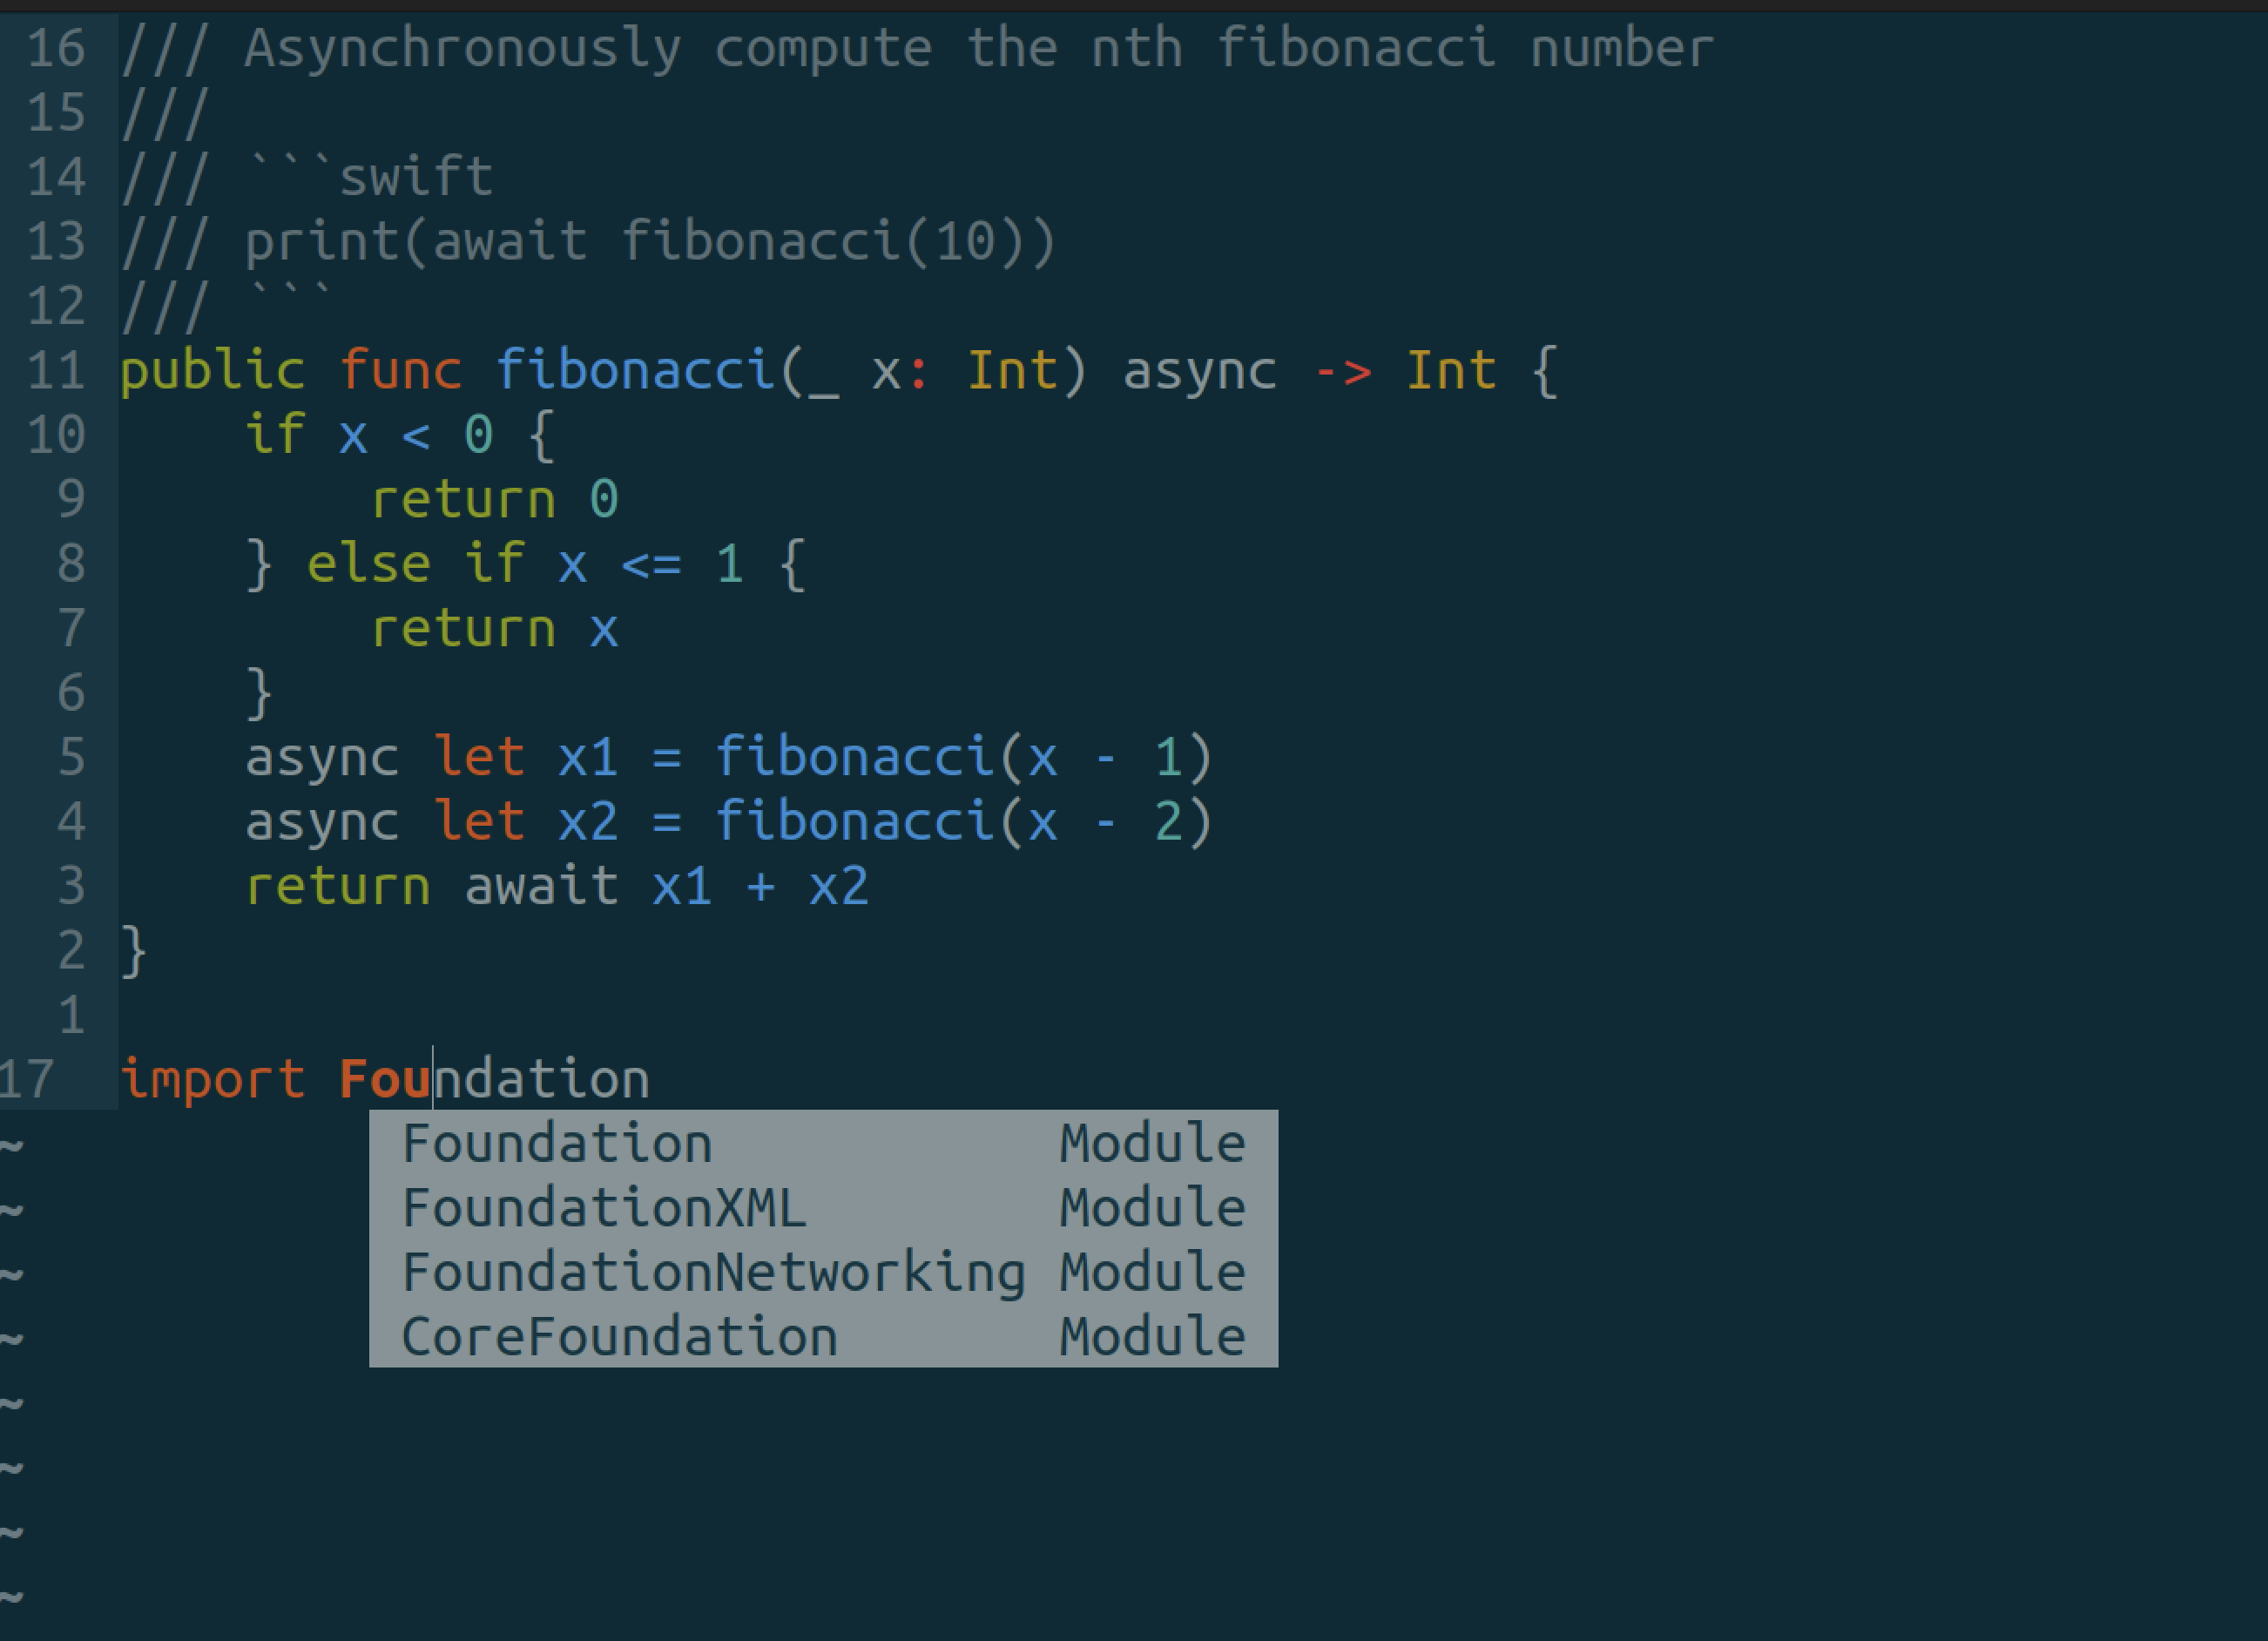 16 /// Asynchronously compute the nth fibonacci number
15 ///
14 /// ```swift
13 /// print(await fibonacci(10))
12 /// ```
11 public func fibonacci(_ x: Int) async -> Int {
10     if x < 0 {
 9         return 0
 8     } else if x <= 1 {
 7         return x
 6     }
 5     async let x1 = fibonacci(x - 1)
 4     async let x2 = fibonacci(x - 2)
 3     return await x1 + x2
 2 }
 1
17 import Foundation
~ Foundation Module
~ FoundationXML Module
~ FoundationNetworking Module
~ CoreFoundation Module
~
~
~
~